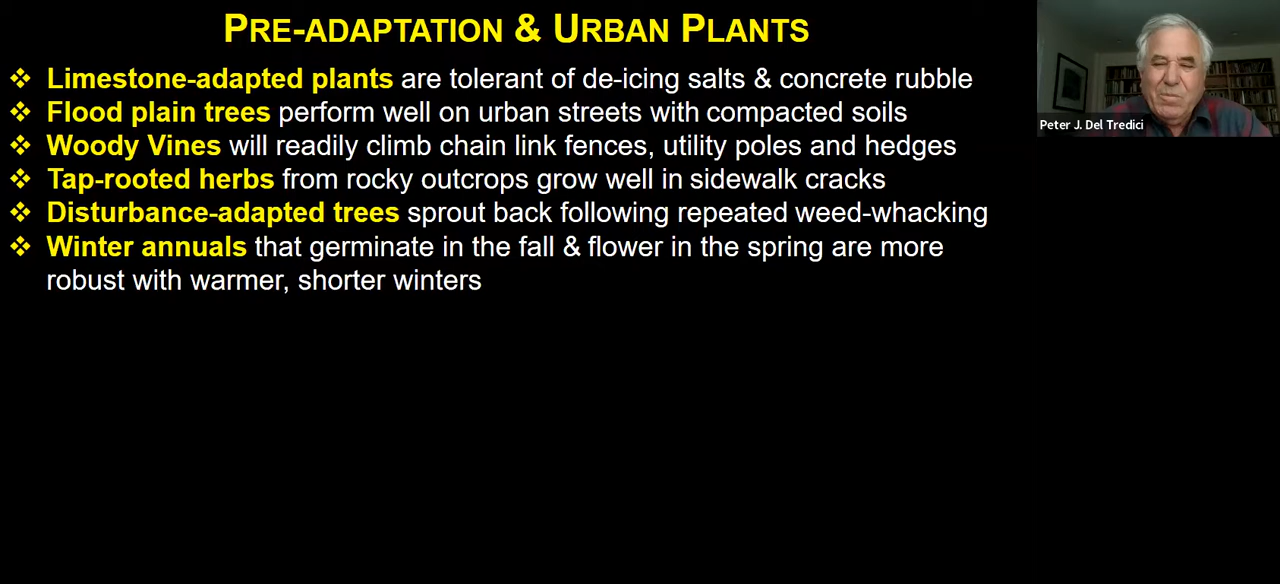 PRE-ADAPTATION & URBAN PLANTS
❖ Limestone-adapted plants are tolerant of de-icing salts & concrete rubble
❖ Flood plain trees perform well on urban streets with compacted soils
❖ Woody Vines will readily climb chain link fences, utility poles and hedges
❖ Tap-rooted herbs from rocky outcrops grow well in sidewalk cracks
❖ Disturbance-adapted trees sprout back following repeated weed-whacking
❖ Winter annuals that germinate in the fall & flower in the spring are more
robust with warmer, shorter winters
Peter J. Del Tredici